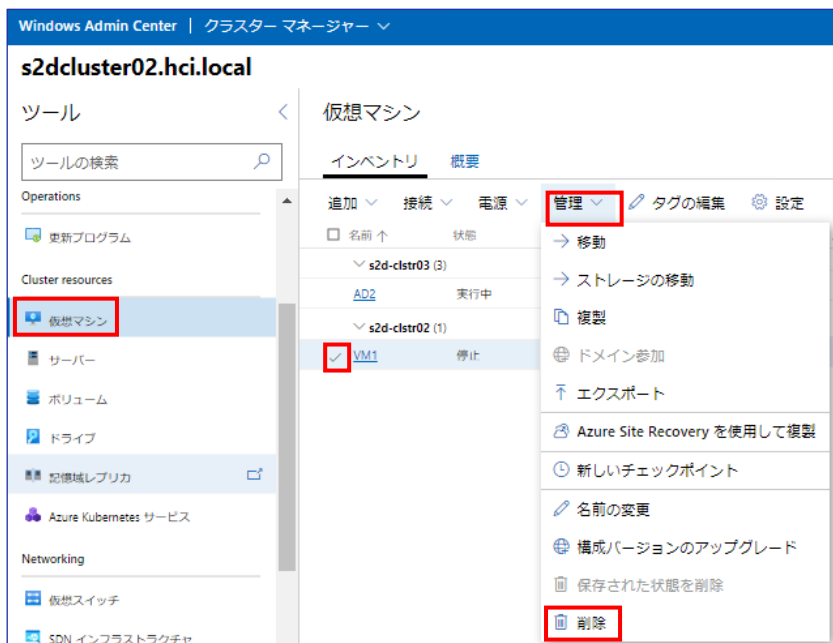 Windows Admin Center | クラスター マネージャー
s2dcluster02.hci.local
ツール
ツールの検索
Operations
更新プログラム
Cluster resources
仮想マシン
サーバー
ボリューム
ドライブ
記憶域レプリカ
Azure Kubernetes サービス
Networking
仮想スイッチ
SDN インフラストラクチャ
仮想マシン
インベントリ 概要
追加 接続 電源 管理 タグの編集 設定
名前 状態
s2d-clstr03 (3)
AD2 実行中
s2d-clstr02 (1)
VM1 停止
移動
ストレージの移動
複製
ドメイン参加
エクスポート
Azure Site Recovery を使用して複製
新しいチェックポイント
名前の変更
構成バージョンのアップグレード
保存された状態を削除
削除